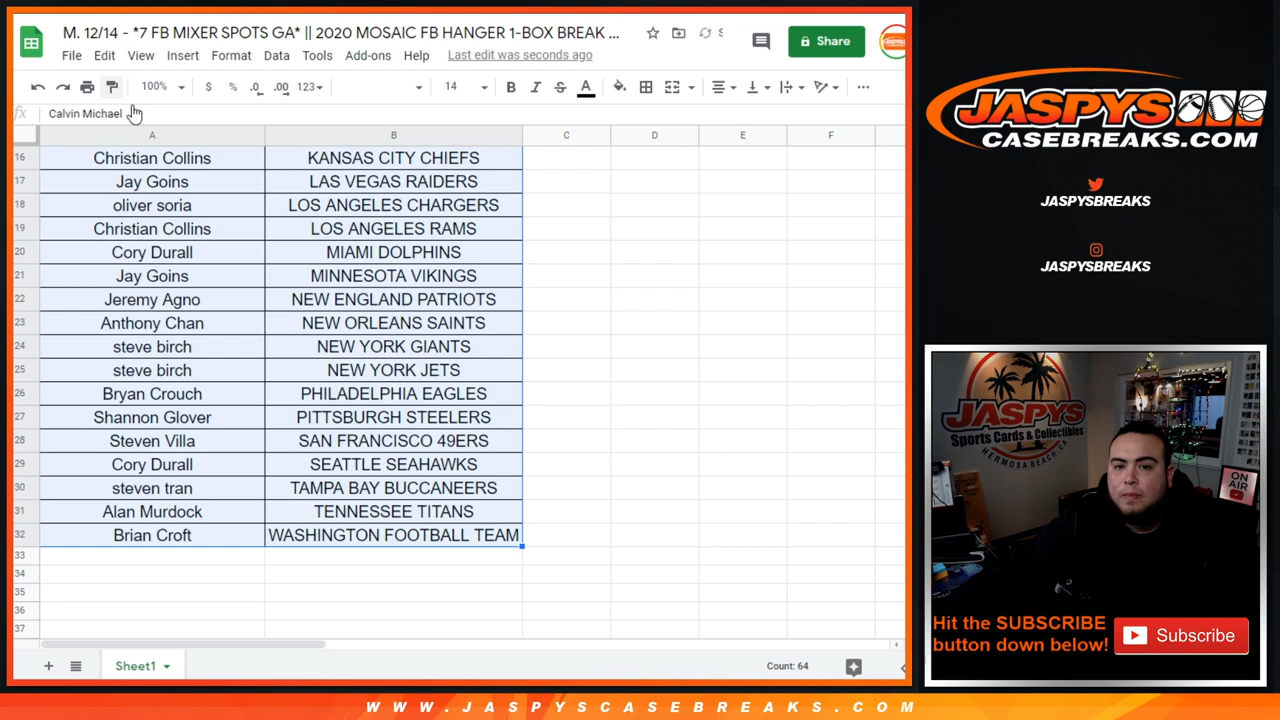 M. 12/14 - *7 FB MIXER SPOTS GA* || 2020 MOSAIC FB HANGER 1-BOX BREAK ...
File Edit View Insert Format Data Tools Add-ons Help Last edit was seconds ago
Share
100% $ % .0 .00 123 14 B I S A
fx Calvin Michael
A B C D E F
16 Christian Collins KANSAS CITY CHIEFS
17 Jay Goins LAS VEGAS RAIDERS
18 oliver soria LOS ANGELES CHARGERS
19 Christian Collins LOS ANGELES RAMS
20 Cory Durall MIAMI DOLPHINS
21 Jay Goins MINNESOTA VIKINGS
22 Jeremy Agno NEW ENGLAND PATRIOTS
23 Anthony Chan NEW ORLEANS SAINTS
24 steve birch NEW YORK GIANTS
25 steve birch NEW YORK JETS
26 Bryan Crouch PHILADELPHIA EAGLES
27 Shannon Glover PITTSBURGH STEELERS
28 Steven Villa SAN FRANCISCO 49ERS
29 Cory Durall SEATTLE SEAHAWKS
30 steven tran TAMPA BAY BUCCANEERS
31 Alan Murdock TENNESSEE TITANS
32 Brian Croft WASHINGTON FOOTBALL TEAM
33
34
35
36
37
Sheet1
Count: 64
JASPYS
CASEBREAKS.COM
JASPYSBREAKS
JASPYSBREAKS
JASPYS
Sports Cards & Collectibles
HERMOSA BEACH, CA
ON AIR
Hit the SUBSCRIBE
button down below!
Subscribe
WWW.JASPYSCASEBREAKS.COM